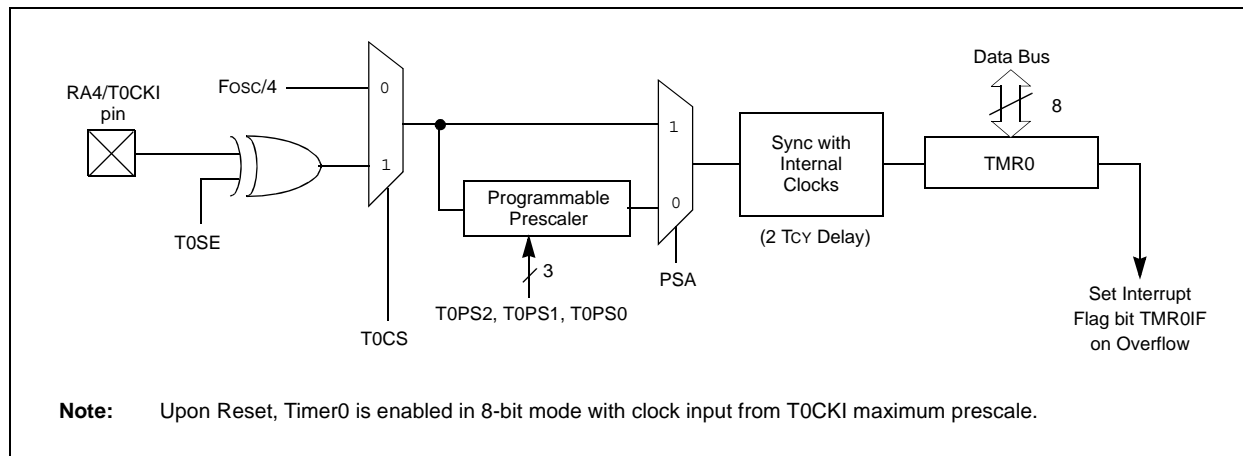 Data Bus
8
RA4/T0CKI
pin
FOSC/4
0
1
T0SE
T0CS
Programmable
Prescaler
3
T0PS2, T0PS1, T0PS0
1
0
PSA
Sync with
Internal
Clocks
(2 TCY Delay)
TMR0
Set Interrupt
Flag bit TMR0IF
on Overflow
Note: Upon Reset, Timer0 is enabled in 8-bit mode with clock input from T0CKI maximum prescale.